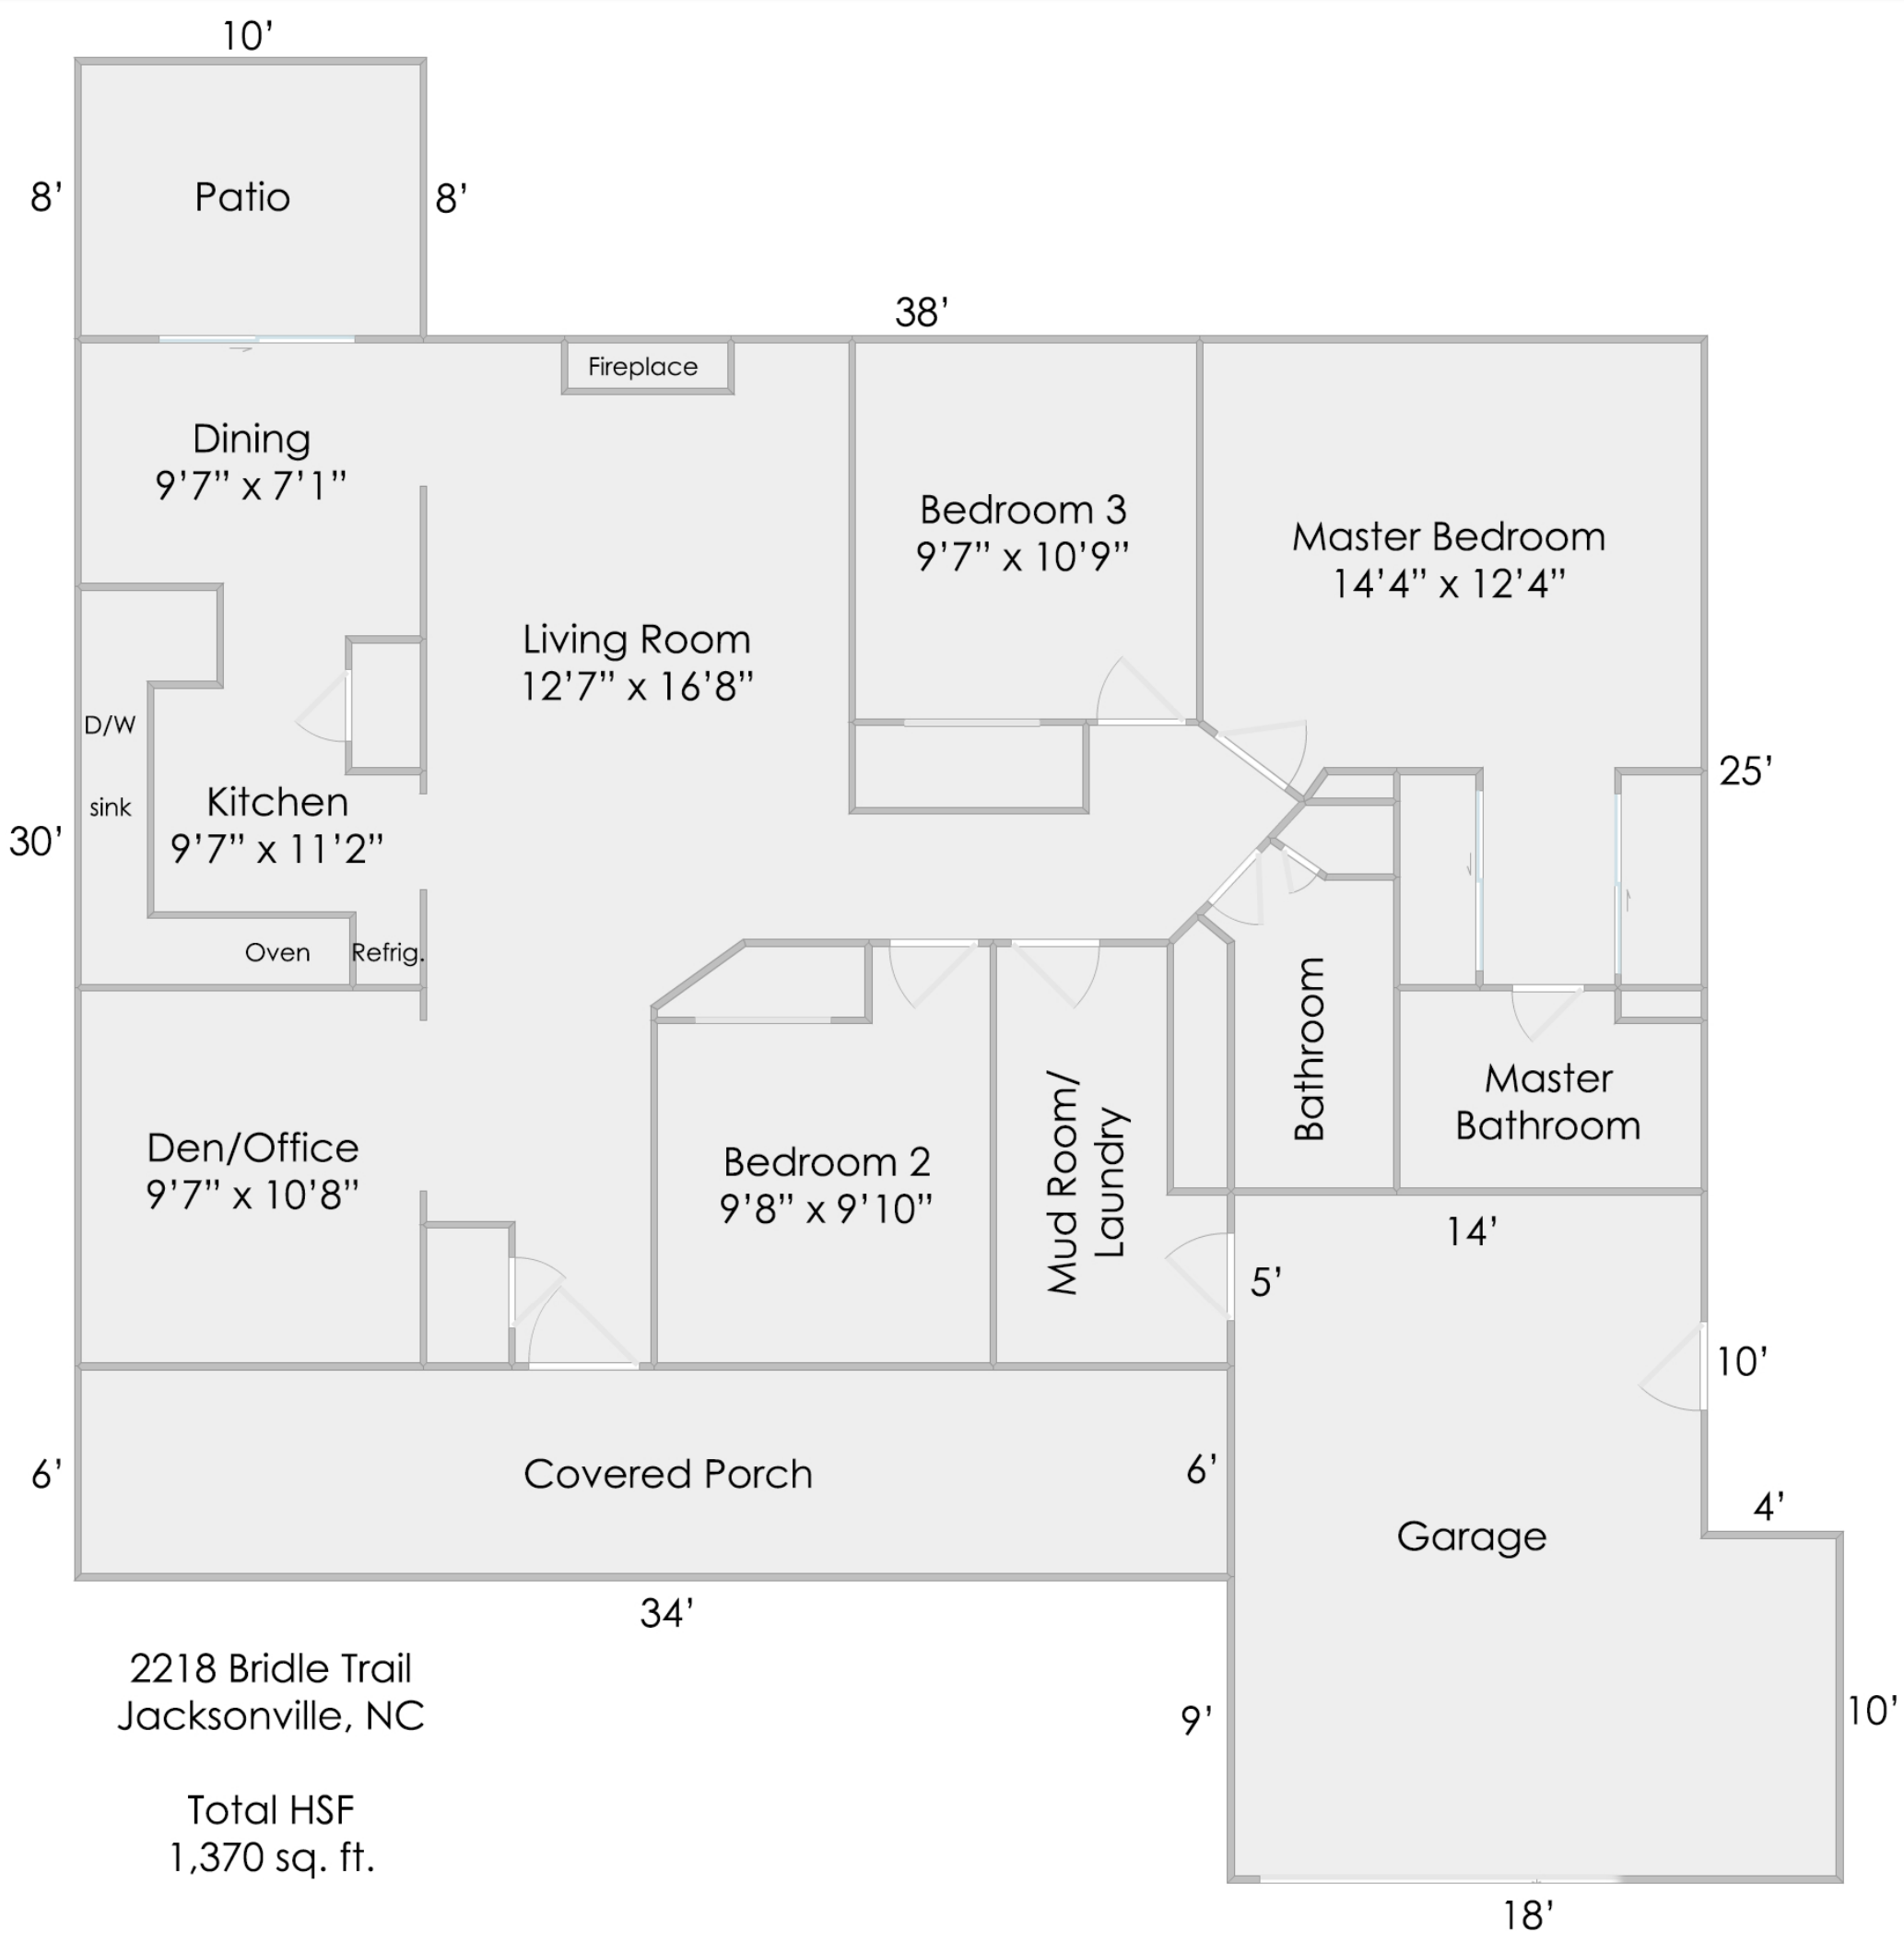 10’
8’
Patio
8’
38’
Fireplace
Dining
9’7” x 7’1”
Bedroom 3
9’7” x 10’9”
Master Bedroom
14’4” x 12’4”
Living Room
12’7” x 16’8”
D/W
sink
Kitchen
9’7” x 11’2”
30’
25’
Oven
Refrig.
Bathroom
Master
Bathroom
Den/Office
9’7” x 10’8”
Bedroom 2
9’8” x 9’10”
Mud Room/
Laundry
14’
5’
10’
6’
Covered Porch
6’
4’
Garage
34’
2218 Bridle Trail
Jacksonville, NC
9’
10’
Total HSF
1,370 sq. ft.
18’